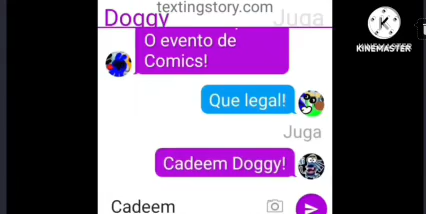 textingstory.com
Doggy
Juga
O evento de
Comics!
Que legal!
Juga
Cadeem Doggy!
Cadeem
KINEMASTER